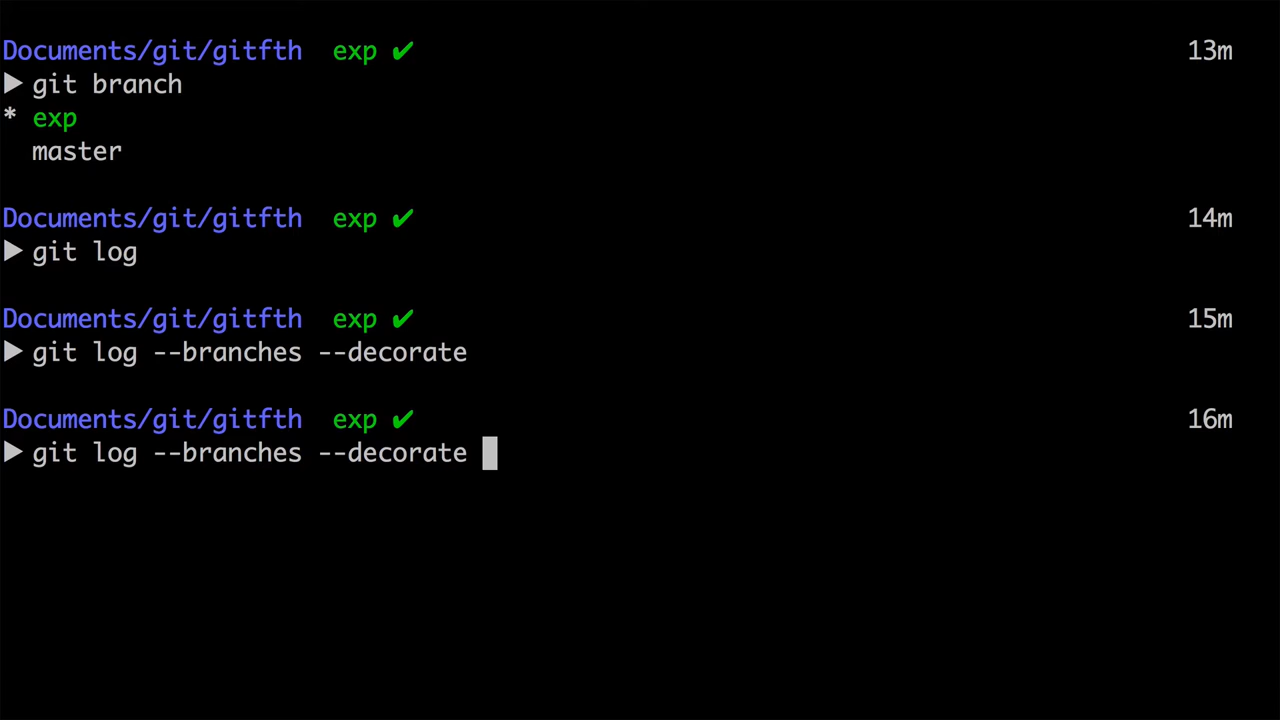 Documents/git/gitfth exp ✔ 13m
▶ git branch
* exp
master
Documents/git/gitfth exp ✔ 14m
▶ git log
Documents/git/gitfth exp ✔ 15m
▶ git log --branches --decorate
Documents/git/gitfth exp ✔ 16m
▶ git log --branches --decorate